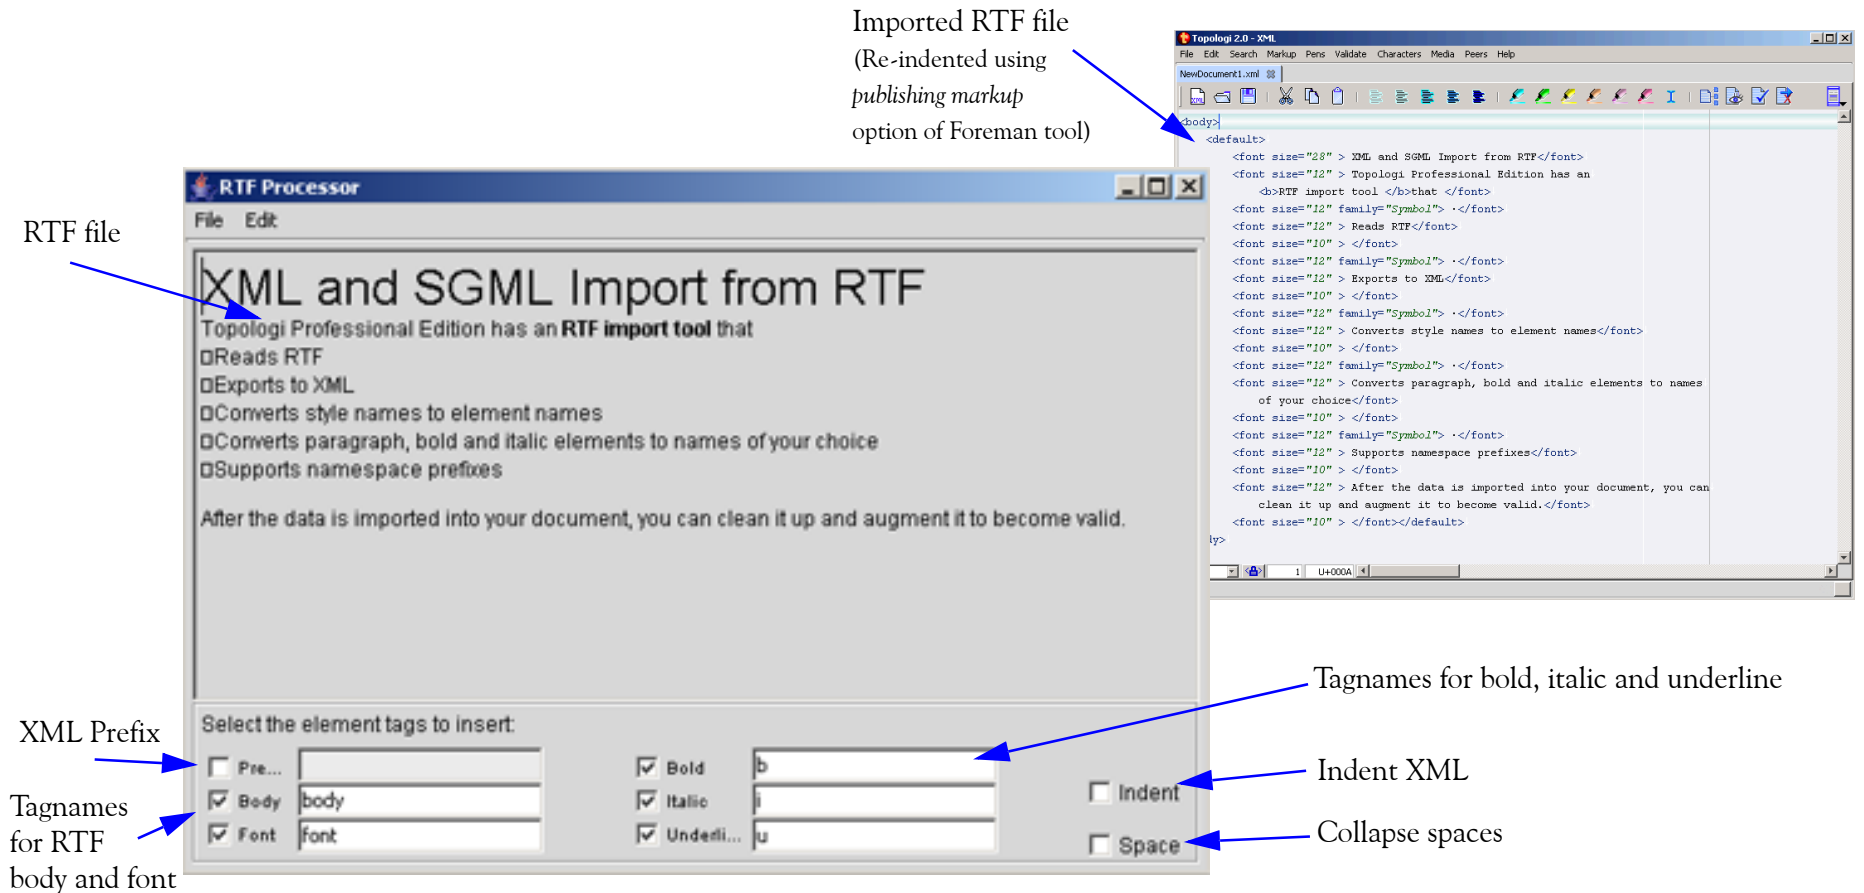 Imported RTF file
(Re-indented using
publishing markup
option of Foreman tool)
Topologi 2.0 - XML
File Edit Search Markup Pens Validate Characters Media Peers Help
NewDocument1.xml
<body>
<default>
<font size="28" > XML and SGML Import from RTF</font>
<font size="12" > Topologi Professional Edition has an
<b>RTF import tool </b>that </font>
<font size="12" family="Symbol"> ·</font>
<font size="12" > Reads RTF</font>
<font size="10" > </font>
<font size="12" family="Symbol"> ·</font>
<font size="12" > Exports to XML</font>
<font size="10" > </font>
<font size="12" family="Symbol"> ·</font>
<font size="12" > Converts style names to element names</font>
<font size="10" > </font>
<font size="12" family="Symbol"> ·</font>
<font size="12" > Converts paragraph, bold and italic elements to names
of your choice</font>
<font size="10" > </font>
<font size="12" family="Symbol"> ·</font>
<font size="12" > Supports namespace prefixes</font>
<font size="10" > </font>
<font size="12" > After the data is imported into your document, you can
clean it up and augment it to become valid.</font>
<font size="10" > </font></default>
ly>
1 U+000A
RTF file
RTF Processor
File Edit
XML and SGML Import from RTF
Topologi Professional Edition has an RTF import tool that
□Reads RTF
□Exports to XML
□Converts style names to element names
□Converts paragraph, bold and italic elements to names of your choice
□Supports namespace prefixes
After the data is imported into your document, you can clean it up and augment it to become valid.
Select the element tags to insert:
Pre...
Body body
Font font
Bold b
Italic i
Underli... u
Indent
Space
XML Prefix
Tagnames
for RTF
body and font
Tagnames for bold, italic and underline
Indent XML
Collapse spaces